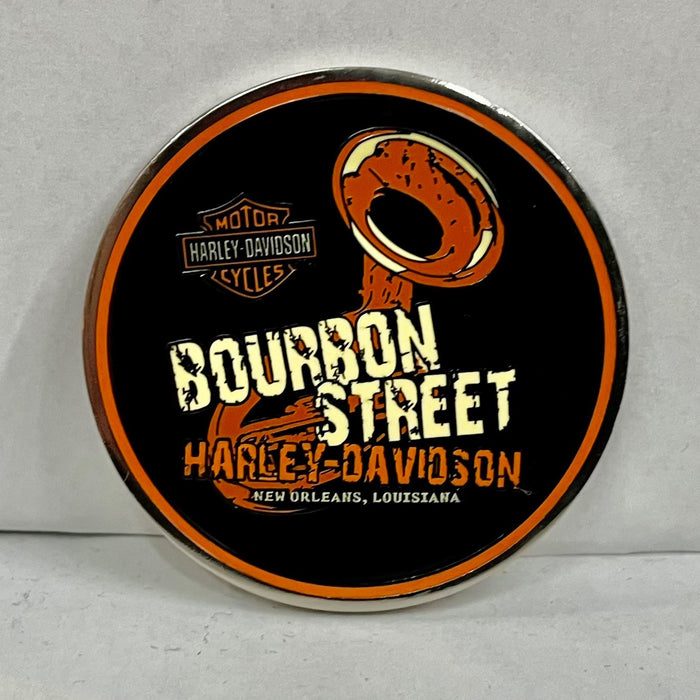 MOTOR
HARLEY-DAVIDSON
CYCLES
BOURBON
STREET
HARLEY-DAVIDSON
NEW ORLEANS, LOUISIANA